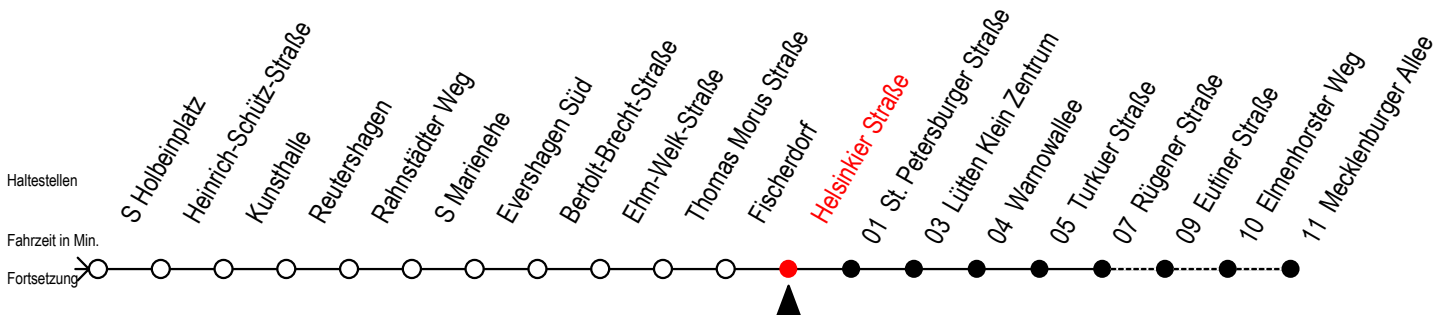 Haltestellen
Fahrzeit in Min.
Fortsetzung
S Holbeinplatz
Heinrich-Schütz-Straße
Kunsthalle
Reutershagen
Rahnstädter Weg
S Marienehe
Evershagen Süd
Bertolt-Brecht-Straße
Ehm-Welk-Straße
Thomas Morus Straße
Fischerdorf
Helsinkier Straße
01 St. Petersburger Straße
03 Lütten Klein Zentrum
04 Warnowallee
05 Turkuer Straße
07 Rügener Straße
09 Eutiner Straße
10 Elmenhorster Weg
11 Mecklenburger Allee